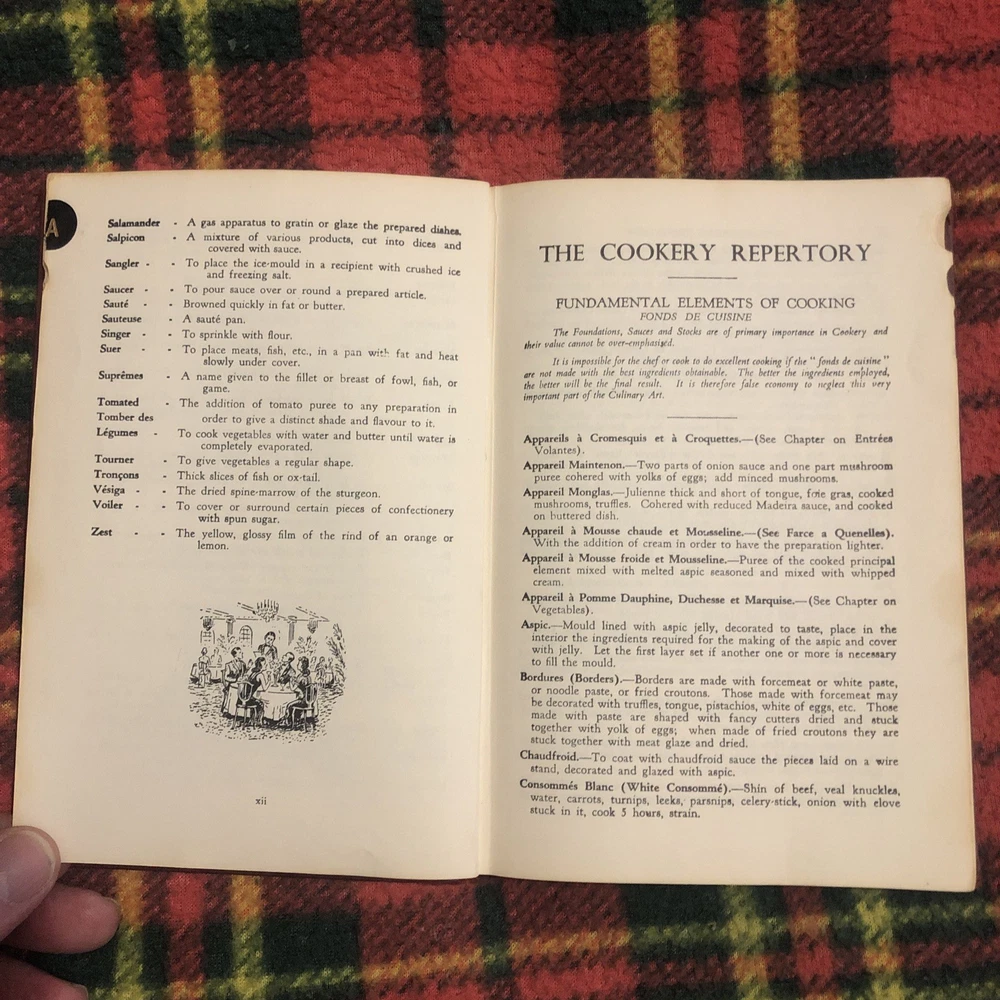 A
Salamander - A gas apparatus to gratin or glaze the prepared dishes.
Salpicon - A mixture of various products, cut into dices and
covered with sauce.
Sangler - - To place the ice-mould in a recipient with crushed ice
and freezing salt.
Saucer - - To pour sauce over or round a prepared article.
Sauté - - Browned quickly in fat or butter.
Sauteuse - A sauté pan.
Singer - - To sprinkle with flour.
Suer - - To place meats, fish, etc., in a pan with fat and heat
slowly under cover.
Suprêmes - A name given to the fillet or breast of fowl, fish, or
game.
Tomated - The addition of tomato puree to any preparation in
Tomber des order to give a distinct shade and flavour to it.
Légumes - To cook vegetables with water and butter until water is
completely evaporated.
Tourner - To give vegetables a regular shape.
Tronçons - Thick slices of fish or ox-tail.
Vésiga - - The dried spine-marrow of the sturgeon.
Voiler - - To cover or surround certain pieces of confectionery
with spun sugar.
Zest - - The yellow, glossy film of the rind of an orange or
lemon.
xii
THE COOKERY REPERTORY
FUNDAMENTAL ELEMENTS OF COOKING
FONDS DE CUISINE
The Foundations, Sauces and Stocks are of primary importance in Cookery and
their value cannot be over-emphasised.
It is impossible for the chef or cook to do excellent cooking if the "fonds de cuisine"
are not made with the best ingredients obtainable. The better the ingredients employed,
the better will be the final result. It is therefore false economy to neglect this very
important part of the Culinary Art.
Appareils à Cromesquis et à Croquettes.—(See Chapter on Entrées
Volantes).
Appareil Maintenon.—Two parts of onion sauce and one part mushroom
puree cohered with yolks of eggs; add minced mushrooms.
Appareil Monglas.—Julienne thick and short of tongue, foie gras, cooked
mushrooms, truffles. Cohered with reduced Madeira sauce, and cooked
on buttered dish.
Appareil à Mousse chaude et Mousseline.—(See Farce a Quenelles).
With the addition of cream in order to have the preparation lighter.
Appareil à Mousse froide et Mousseline.—Puree of the cooked principal
element mixed with melted aspic seasoned and mixed with whipped
cream.
Appareil à Pomme Dauphine, Duchesse et Marquise.—(See Chapter on
Vegetables).
Aspic.—Mould lined with aspic jelly, decorated to taste, place in the
interior the ingredients required for the making of the aspic and cover
with jelly. Let the first layer set if another one or more is necessary
to fill the mould.
Bordures (Borders).—Borders are made with forcemeat or white paste,
or noodle paste, or fried croutons. Those made with forcemeat may
be decorated with truffles, tongue, pistachios, white of eggs, etc. Those
made with paste are shaped with fancy cutters dried and stuck
together with yolk of eggs; when made of fried croutons they are
stuck together with meat glaze and dried.
Chaudfroid.—To coat with chaudfroid sauce the pieces laid on a wire
stand, decorated and glazed with aspic.
Consommés Blanc (White Consommé).—Shin of beef, veal knuckles,
water, carrots, turnips, leeks, parsnips, celery-stick, onion with clove
stuck in it, cook 5 hours, strain.